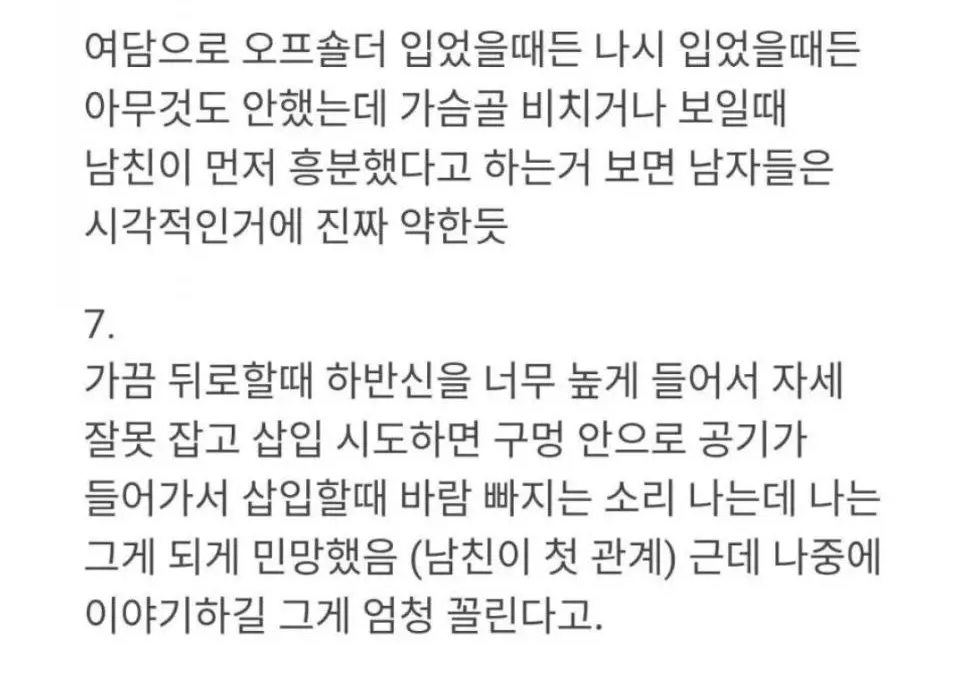 여담으로 오프숄더 입었을때든 나시 입었을때든
아무것도 안했는데 가슴골 비치거나 보일때
남친이 먼저 흥분했다고 하는거 보면 남자들은
시각적인거에 진짜 약한듯
7.
가끔 뒤로할때 하반신을 너무 높게 들어서 자세
잘못 잡고 삽입 시도하면 구멍 안으로 공기가
들어가서 삽입할때 바람 빠지는 소리 나는데 나는
그게 되게 민망했음 (남친이 첫 관계) 근데 나중에
이야기하길 그게 엄청 꼴린다고.